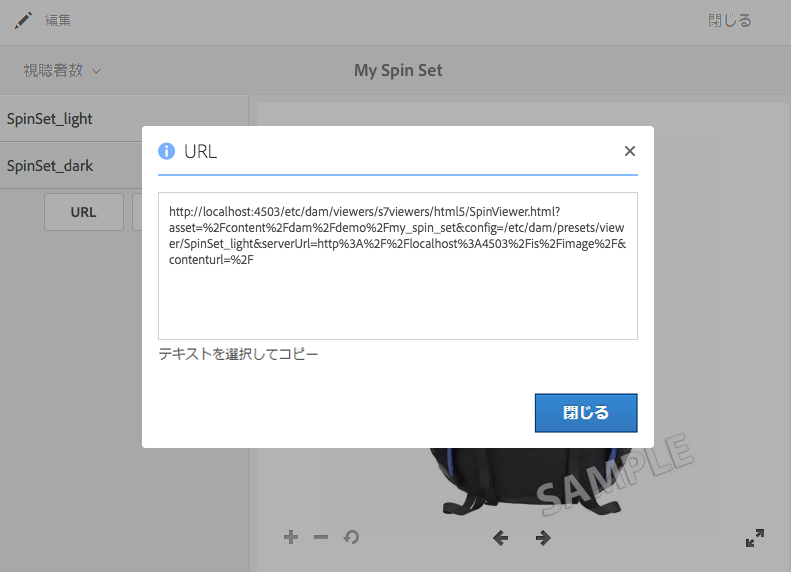 編集
閉じる
視聴者数
My Spin Set
SpinSet_light
SpinSet_dark
URL
URL
http://localhost:4503/etc/dam/viewers/s7viewers/html5/SpinViewer.html?
asset=%2Fcontent%2Fdam%2Fdemo%2Fmy_spin_set&config=/etc/dam/presets/view
er/SpinSet_light&serverUrl=http%3A%2F%2Flocalhost%3A4503%2Fis%2Fimage%2F&
contenturl=%2F
テキストを選択してコピー
閉じる
SAMPLE